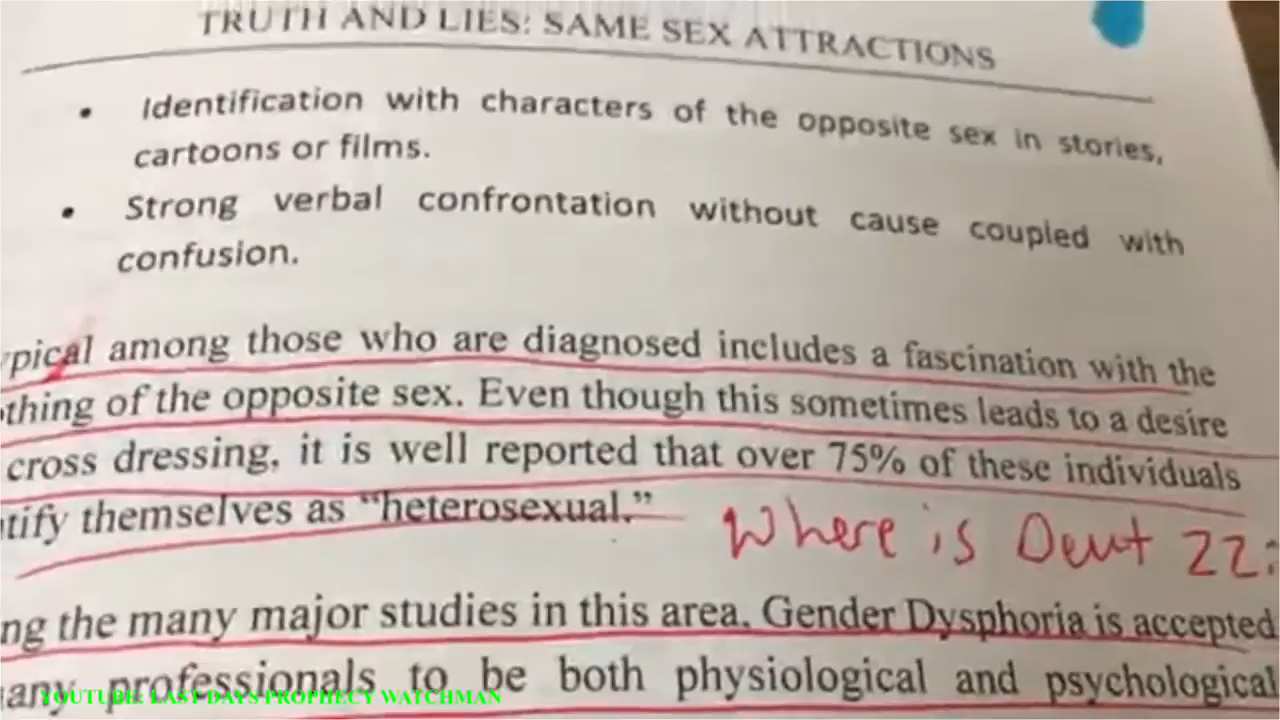 TRUTH AND LIES: SAME SEX ATTRACTIONS
• Identification with characters of the opposite sex in stories,
cartoons or films.
• Strong verbal confrontation without cause coupled with
confusion.
ypical among those who are diagnosed includes a fascination with the
thing of the opposite sex. Even though this sometimes leads to a desire
cross dressing, it is well reported that over 75% of these individuals
tify themselves as “heterosexual.”
Where is Deut 22:
ng the many major studies in this area. Gender Dysphoria is accepted
any professionals to be both physiological and psychological
YOUTUBE: LAST DAYS PROPHECY WATCHMAN